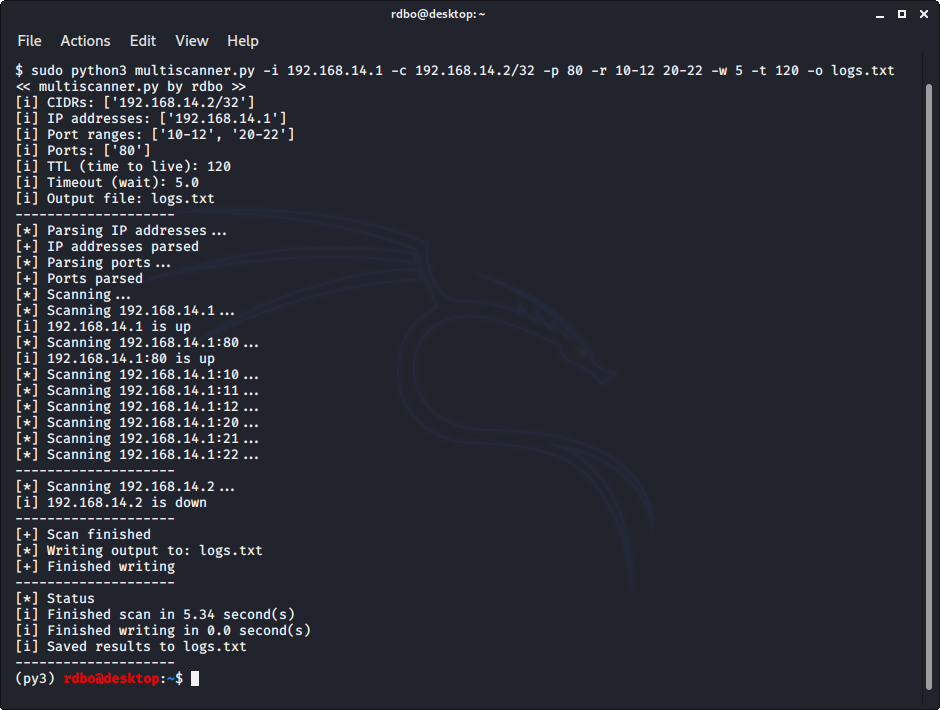 rdbo@desktop:~
File Actions Edit View Help
$ sudo python3 multiscanner.py -i 192.168.14.1 -c 192.168.14.2/32 -p 80 -r 10-12 20-22 -w 5 -t 120 -o logs.txt
<< multiscanner.py by rdbo >>
[i] CIDRs: ['192.168.14.2/32']
[i] IP addresses: ['192.168.14.1']
[i] Port ranges: ['10-12', '20-22']
[i] Ports: ['80']
[i] TTL (time to live): 120
[i] Timeout (wait): 5.0
[i] Output file: logs.txt
--------------------
[*] Parsing IP addresses...
[+] IP addresses parsed
[*] Parsing ports...
[+] Ports parsed
[*] Scanning...
[*] Scanning 192.168.14.1...
[i] 192.168.14.1 is up
[*] Scanning 192.168.14.1:80...
[i] 192.168.14.1:80 is up
[*] Scanning 192.168.14.1:10...
[*] Scanning 192.168.14.1:11...
[*] Scanning 192.168.14.1:12...
[*] Scanning 192.168.14.1:20...
[*] Scanning 192.168.14.1:21...
[*] Scanning 192.168.14.1:22...
--------------------
[*] Scanning 192.168.14.2...
[i] 192.168.14.2 is down
--------------------
[+] Scan finished
[*] Writing output to: logs.txt
[+] Finished writing
--------------------
[*] Status
[i] Finished scan in 5.34 second(s)
[i] Finished writing in 0.0 second(s)
[i] Saved results to logs.txt
--------------------
(py3) rdbo@desktop:~$